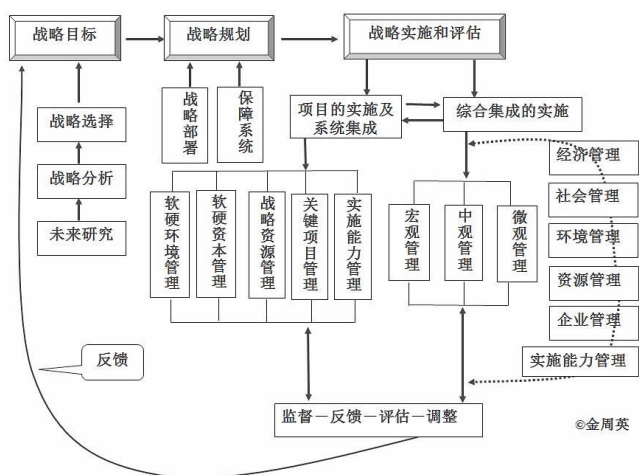 战略目标
战略规划
战略实施和评估
战略选择
战略分析
未来研究
战略部署
保障系统
项目的实施及
系统集成
综合集成的实施
经济管理
社会管理
环境管理
资源管理
企业管理
实施能力管理
软硬环境管理
软硬资本管理
战略资源管理
关键项目管理
实施能力管理
宏观管理
中观管理
微观管理
反馈
监督－反馈－评估－调整
©金周英